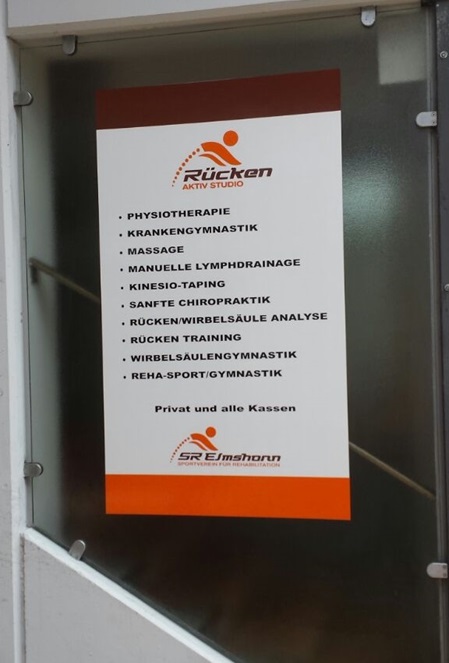 Rücken
AKTIV STUDIO
• PHYSIOTHERAPIE
• KRANKENGYMNASTIK
• MASSAGE
• MANUELLE LYMPHDRAINAGE
• KINESIO-TAPING
• SANFTE CHIROPRAKTIK
• RÜCKEN/WIRBELSÄULE ANALYSE
• RÜCKEN TRAINING
• WIRBELSÄULENGYMNASTIK
• REHA-SPORT/GYMNASTIK
Privat und alle Kassen
SR Elmshorn
SPORTVEREIN FÜR REHABILITATION